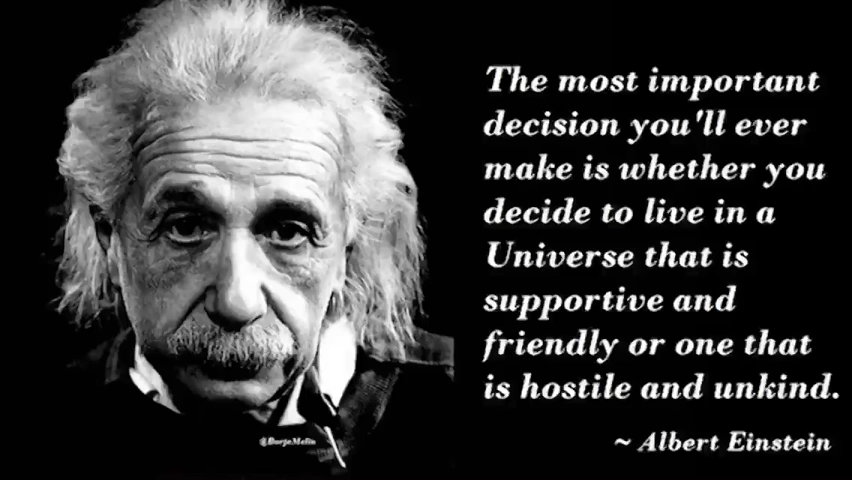 The most important
decision you'll ever
make is whether you
decide to live in a
Universe that is
supportive and
friendly or one that
is hostile and unkind.
~ Albert Einstein